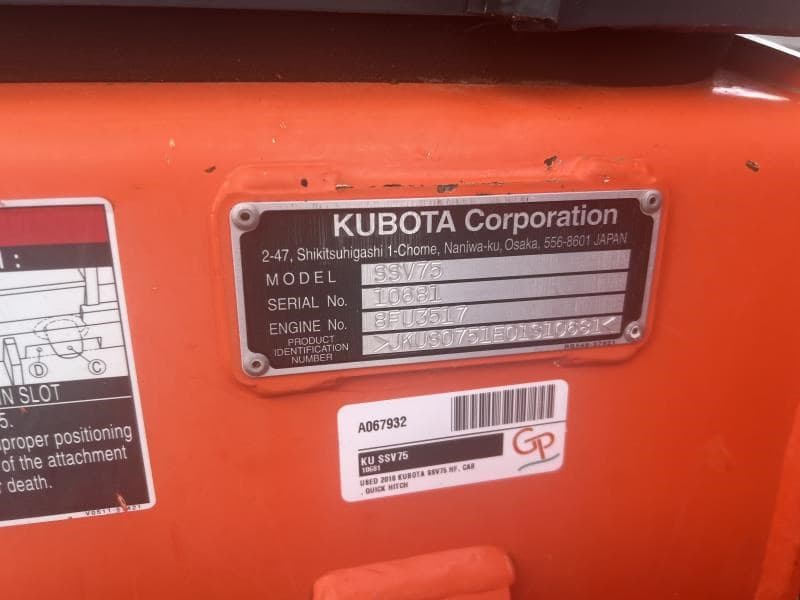 KUBOTA Corporation
2-47, Shikitsuhigashi 1-Chome, Naniwa-ku, Osaka, 556-8601 JAPAN
MODEL SSV75
SERIAL No. 10681
ENGINE No. 8FU3517
PRODUCT IDENTIFICATION NUMBER >JKUS0751E01S10681<
A067932
KU SSV75
10681
USED 2018 KUBOTA SSV75 HF, CAB
, QUICK HITCH
GP
:
D C
IN SLOT
5.
proper positioning
of the attachment
death.